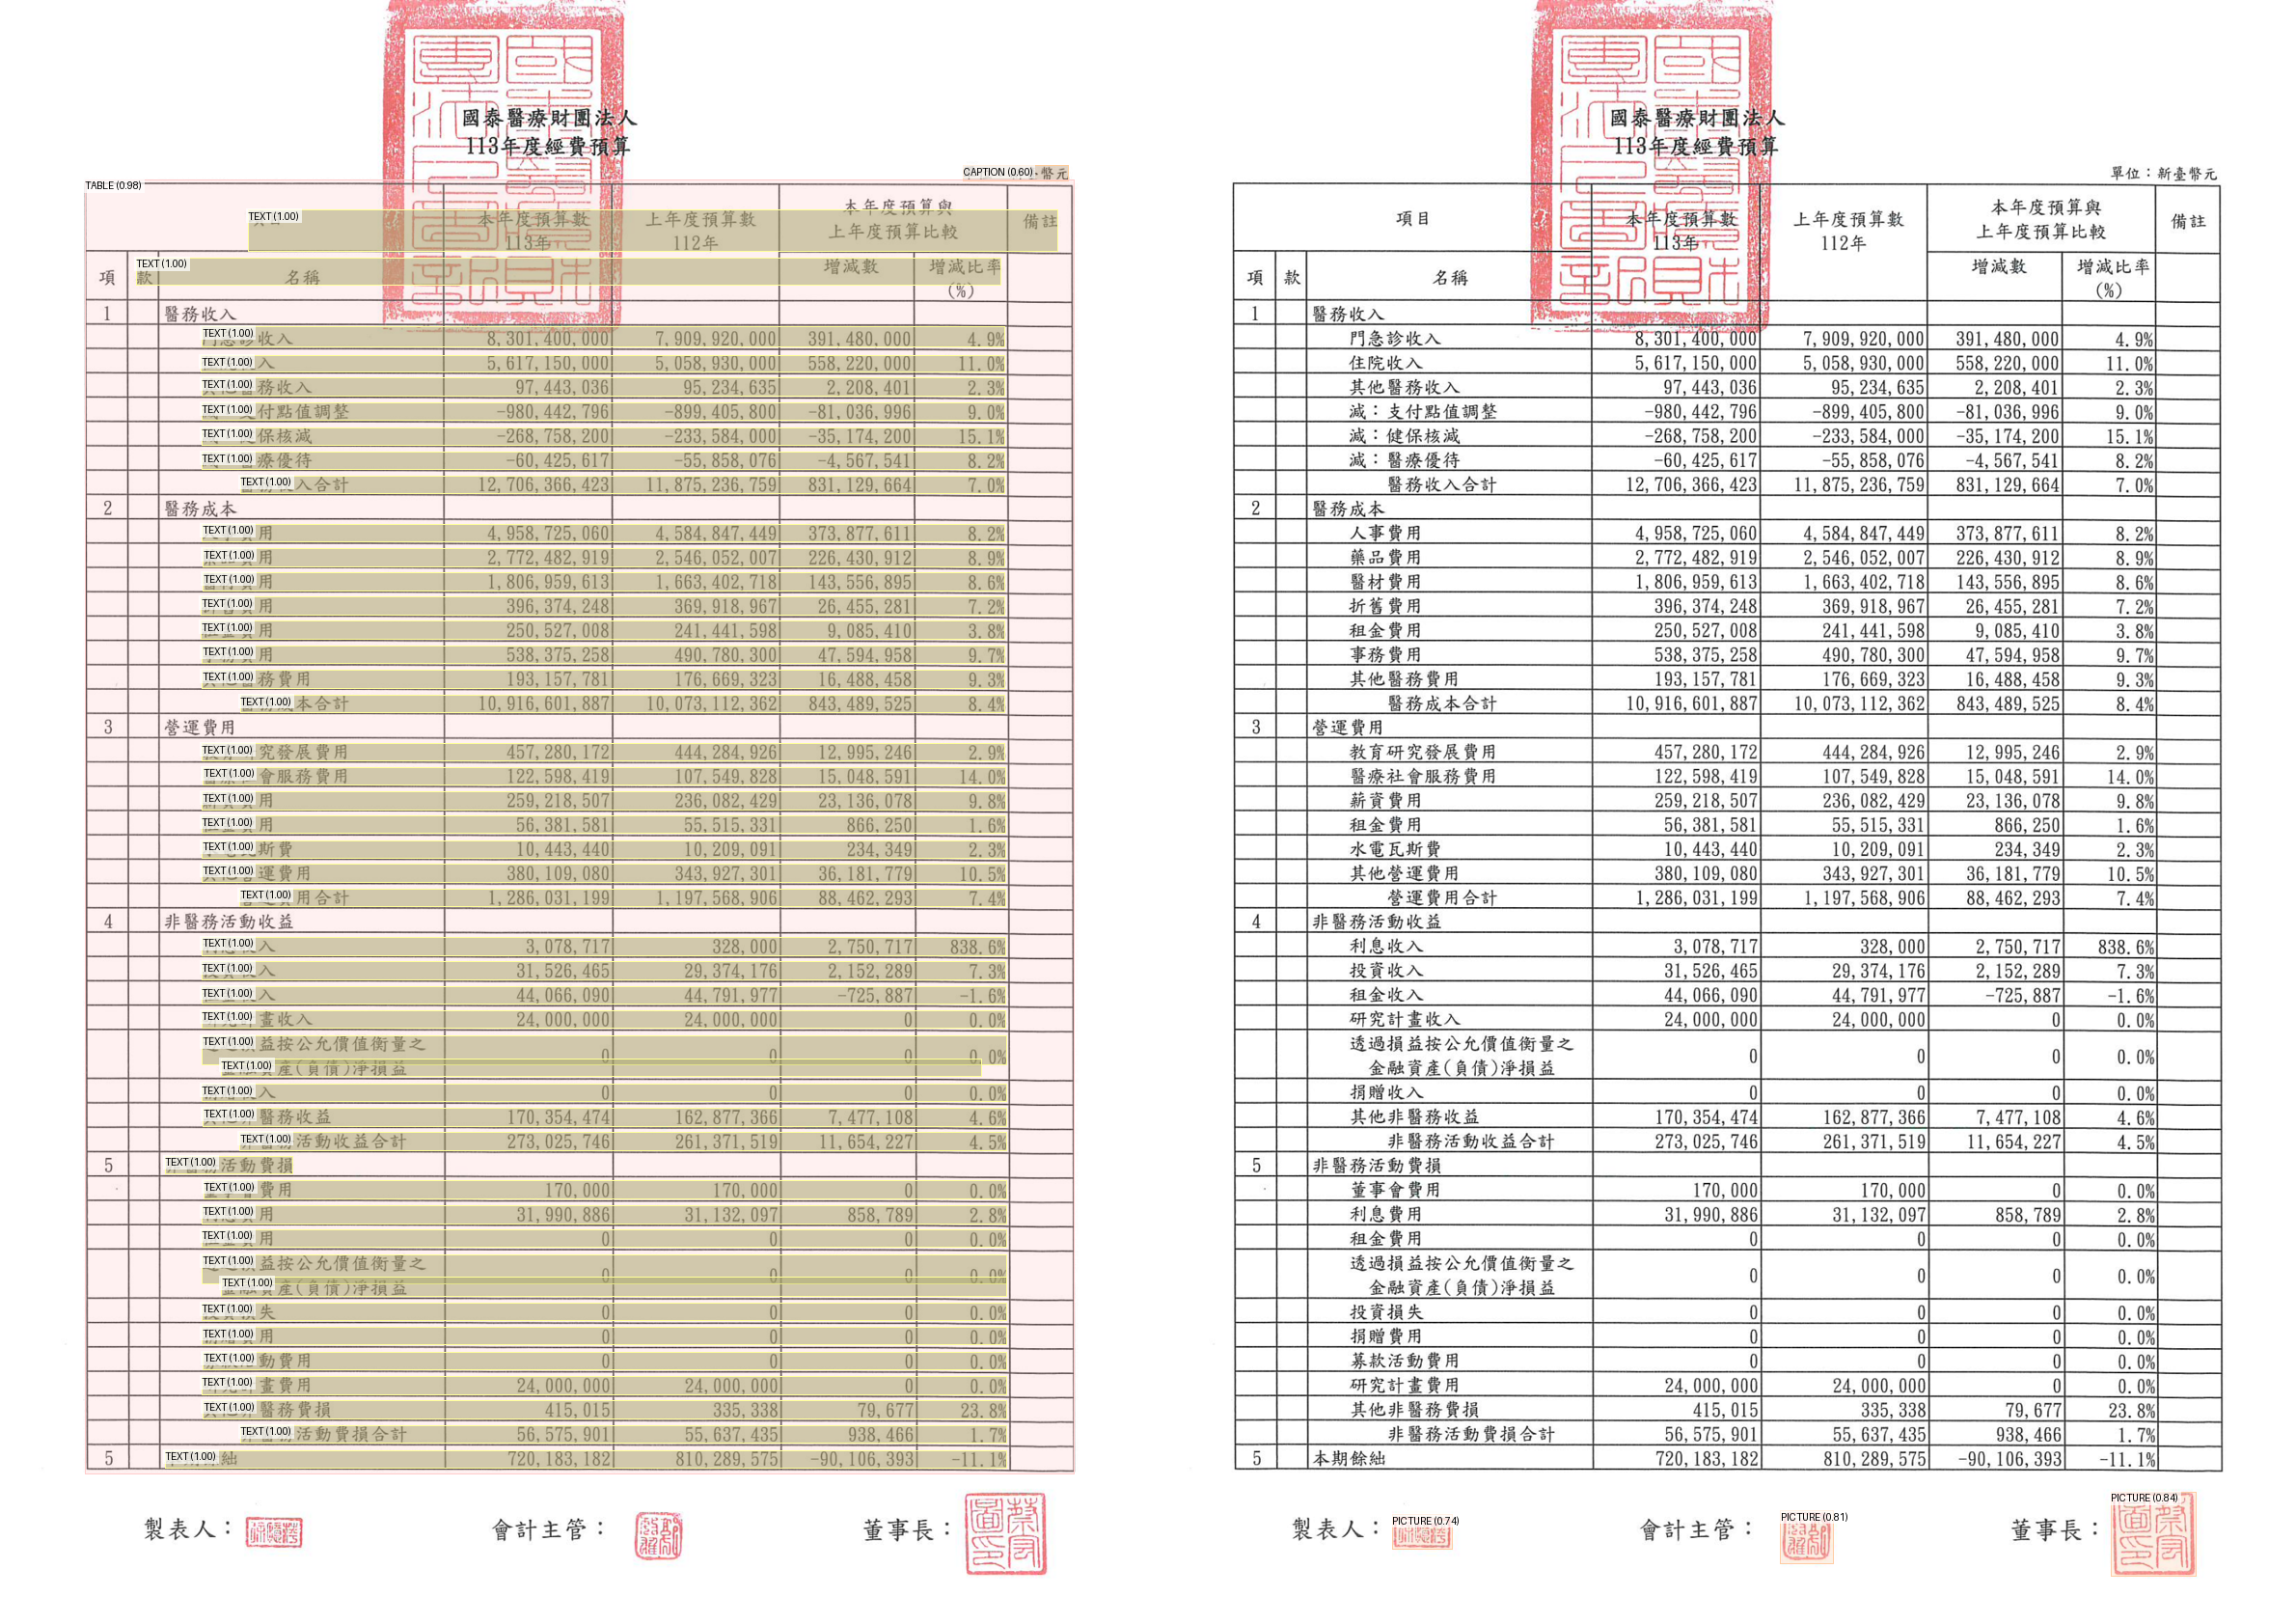 國泰醫療財團法人
113年度經費預算
CAPTION (0.60) 幣元
TABLE (0.98)
TEXT (1.00) 本年度預算數 113年 上年度預算數 112年 本年度預算與 上年度預算比較 備註
項 款 TEXT (1.00) 名稱 增減數 增減比率 (%)
1 醫務收入
TEXT (1.00) 收入 8,301,400,000 7,909,920,000 391,480,000 4.9%
TEXT (1.00) 入 5,617,150,000 5,058,930,000 558,220,000 11.0%
TEXT (1.00) 務收入 97,443,036 95,234,635 2,208,401 2.3%
TEXT (1.00) 付點值調整 -980,442,796 -899,405,800 -81,036,996 9.0%
TEXT (1.00) 保核減 -268,758,200 -233,584,000 -35,174,200 15.1%
TEXT (1.00) 療優待 -60,425,617 -55,858,076 -4,567,541 8.2%
TEXT (1.00) 入合計 12,706,366,423 11,875,236,759 831,129,664 7.0%
2 醫務成本
TEXT (1.00) 用 4,958,725,060 4,584,847,449 373,877,611 8.2%
TEXT (1.00) 用 2,772,482,919 2,546,052,007 226,430,912 8.9%
TEXT (1.00) 用 1,806,959,613 1,663,402,718 143,556,895 8.6%
TEXT (1.00) 用 396,374,248 369,918,967 26,455,281 7.2%
TEXT (1.00) 用 250,527,008 241,441,598 9,085,410 3.8%
TEXT (1.00) 用 538,375,258 490,780,300 47,594,958 9.7%
TEXT (1.00) 務費用 193,157,781 176,669,323 16,488,458 9.3%
TEXT (1.00) 本合計 10,916,601,887 10,073,112,362 843,489,525 8.4%
3 營運費用
TEXT (1.00) 究發展費用 457,280,172 444,284,926 12,995,246 2.9%
TEXT (1.00) 會服務費用 122,598,419 107,549,828 15,048,591 14.0%
TEXT (1.00) 用 259,218,507 236,082,429 23,136,078 9.8%
TEXT (1.00) 用 56,381,581 55,515,331 866,250 1.6%
TEXT (1.00) 斯費 10,443,440 10,209,091 234,349 2.3%
TEXT (1.00) 運費用 380,109,080 343,927,301 36,181,779 10.5%
TEXT (1.00) 用合計 1,286,031,199 1,197,568,906 88,462,293 7.4%
4 非醫務活動收益
TEXT (1.00) 入 3,078,717 328,000 2,750,717 838.6%
TEXT (1.00) 入 31,526,465 29,374,176 2,152,289 7.3%
TEXT (1.00) 入 44,066,090 44,791,977 -725,887 -1.6%
TEXT (1.00) 畫收入 24,000,000 24,000,000 0 0.0%
TEXT (1.00) 益按公允價值衡量之 0 0 0 0.0%
TEXT (1.00) 產(負債)淨損益
TEXT (1.00) 入 0 0 0 0.0%
TEXT (1.00) 醫務收益 170,354,474 162,877,366 7,477,108 4.6%
TEXT (1.00) 活動收益合計 273,025,746 261,371,519 11,654,227 4.5%
5 TEXT (1.00) 活動費損
TEXT (1.00) 費用 170,000 170,000 0 0.0%
TEXT (1.00) 用 31,990,886 31,132,097 858,789 2.8%
TEXT (1.00) 用 0 0 0 0.0%
TEXT (1.00) 益按公允價值衡量之 0 0 0 0.0%
TEXT (1.00) 產(負債)淨損益
TEXT (1.00) 失 0 0 0 0.0%
TEXT (1.00) 用 0 0 0 0.0%
TEXT (1.00) 動費用 0 0 0 0.0%
TEXT (1.00) 畫費用 24,000,000 24,000,000 0 0.0%
TEXT (1.00) 醫務費損 415,015 335,338 79,677 23.8%
TEXT (1.00) 活動費損合計 56,575,901 55,637,435 938,466 1.7%
5 TEXT (1.00) 絀 720,183,182 810,289,575 -90,106,393 -11.1%
製表人： 會計主管： 董事長：
國泰醫療財團法人
113年度經費預算
單位：新臺幣元
項目 本年度預算數 113年 上年度預算數 112年 本年度預算與 上年度預算比較 備註
項 款 名稱 增減數 增減比率 (%)
1 醫務收入
門急診收入 8,301,400,000 7,909,920,000 391,480,000 4.9%
住院收入 5,617,150,000 5,058,930,000 558,220,000 11.0%
其他醫務收入 97,443,036 95,234,635 2,208,401 2.3%
減：支付點值調整 -980,442,796 -899,405,800 -81,036,996 9.0%
減：健保核減 -268,758,200 -233,584,000 -35,174,200 15.1%
減：醫療優待 -60,425,617 -55,858,076 -4,567,541 8.2%
醫務收入合計 12,706,366,423 11,875,236,759 831,129,664 7.0%
2 醫務成本
人事費用 4,958,725,060 4,584,847,449 373,877,611 8.2%
藥品費用 2,772,482,919 2,546,052,007 226,430,912 8.9%
醫材費用 1,806,959,613 1,663,402,718 143,556,895 8.6%
折舊費用 396,374,248 369,918,967 26,455,281 7.2%
租金費用 250,527,008 241,441,598 9,085,410 3.8%
事務費用 538,375,258 490,780,300 47,594,958 9.7%
其他醫務費用 193,157,781 176,669,323 16,488,458 9.3%
醫務成本合計 10,916,601,887 10,073,112,362 843,489,525 8.4%
3 營運費用
教育研究發展費用 457,280,172 444,284,926 12,995,246 2.9%
醫療社會服務費用 122,598,419 107,549,828 15,048,591 14.0%
薪資費用 259,218,507 236,082,429 23,136,078 9.8%
租金費用 56,381,581 55,515,331 866,250 1.6%
水電瓦斯費 10,443,440 10,209,091 234,349 2.3%
其他營運費用 380,109,080 343,927,301 36,181,779 10.5%
營運費用合計 1,286,031,199 1,197,568,906 88,462,293 7.4%
4 非醫務活動收益
利息收入 3,078,717 328,000 2,750,717 838.6%
投資收入 31,526,465 29,374,176 2,152,289 7.3%
租金收入 44,066,090 44,791,977 -725,887 -1.6%
研究計畫收入 24,000,000 24,000,000 0 0.0%
透過損益按公允價值衡量之 0 0 0 0.0%
金融資產(負債)淨損益
捐贈收入 0 0 0 0.0%
其他非醫務收益 170,354,474 162,877,366 7,477,108 4.6%
非醫務活動收益合計 273,025,746 261,371,519 11,654,227 4.5%
5 非醫務活動費損
董事會費用 170,000 170,000 0 0.0%
利息費用 31,990,886 31,132,097 858,789 2.8%
租金費用 0 0 0 0.0%
透過損益按公允價值衡量之 0 0 0 0.0%
金融資產(負債)淨損益
投資損失 0 0 0 0.0%
捐贈費用 0 0 0 0.0%
募款活動費用 0 0 0 0.0%
研究計畫費用 24,000,000 24,000,000 0 0.0%
其他非醫務費損 415,015 335,338 79,677 23.8%
非醫務活動費損合計 56,575,901 55,637,435 938,466 1.7%
5 本期餘絀 720,183,182 810,289,575 -90,106,393 -11.1%
製表人： PICTURE (0.74) 會計主管： PICTURE (0.81) 董事長： PICTURE (0.84)